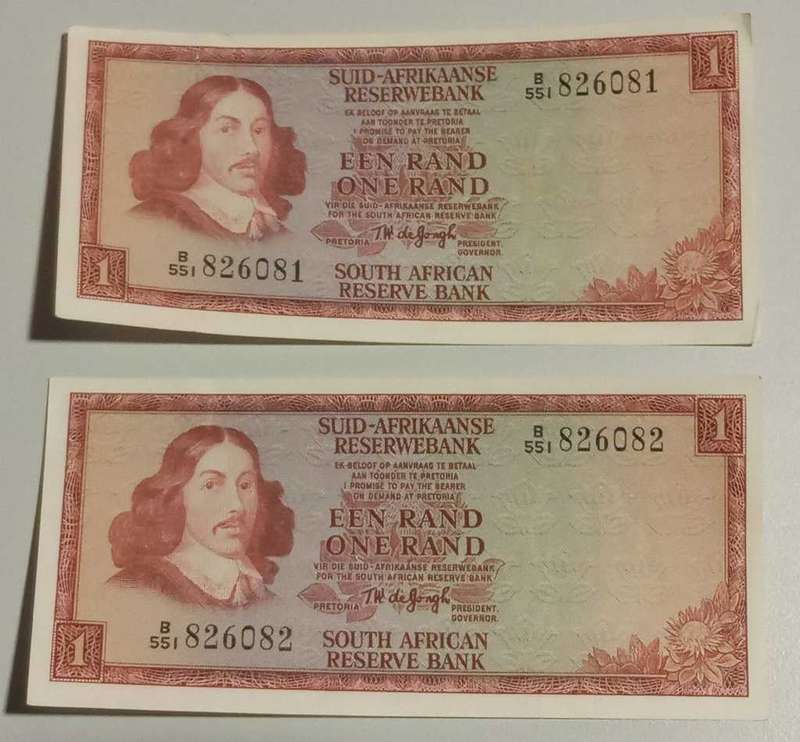 SUID-AFRIKAANSE
RESERWEBANK
B/551 826081
1
EK BELOOF OP AANVRAAG TE BETAAL
AAN TOONDER TE PRETORIA
I PROMISE TO PAY THE BEARER
ON DEMAND AT PRETORIA
EEN RAND
ONE RAND
VIR DIE SUID-AFRIKAANSE RESERWEBANK
FOR THE SOUTH AFRICAN RESERVE BANK
T.W. de Jongh
PRETORIA PRESIDENT.
GOVERNOR.
1
B/551 826081
SOUTH AFRICAN
RESERVE BANK
SUID-AFRIKAANSE
RESERWEBANK
B/551 826082
1
EK BELOOF OP AANVRAAG TE BETAAL
AAN TOONDER TE PRETORIA
I PROMISE TO PAY THE BEARER
ON DEMAND AT PRETORIA
EEN RAND
ONE RAND
VIR DIE SUID-AFRIKAANSE RESERWEBANK
FOR THE SOUTH AFRICAN RESERVE BANK
T.W. de Jongh
PRETORIA PRESIDENT.
GOVERNOR.
1
B/551 826082
SOUTH AFRICAN
RESERVE BANK